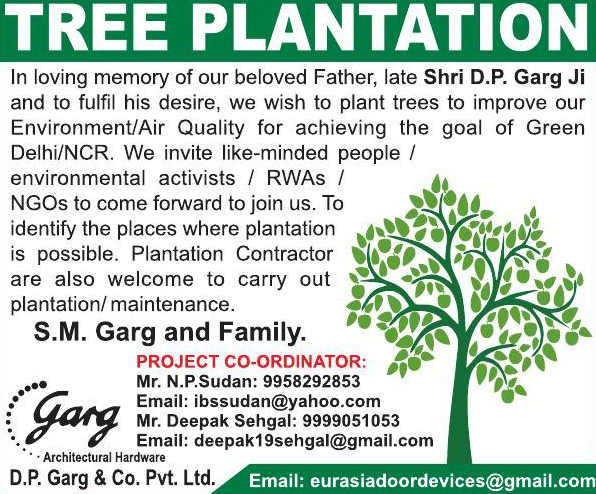 TREE PLANTATION
In loving memory of our beloved Father, late Shri D.P. Garg Ji
and to fulfil his desire, we wish to plant trees to improve our
Environment/Air Quality for achieving the goal of Green
Delhi/NCR. We invite like-minded people /
environmental activists / RWAs /
NGOs to come forward to join us. To
identify the places where plantation
is possible. Plantation Contractor
are also welcome to carry out
plantation/ maintenance.
S.M. Garg and Family.
PROJECT CO-ORDINATOR:
Mr. N.P.Sudan: 9958292853
Email: ibssudan@yahoo.com
Mr. Deepak Sehgal: 9999051053
Email: deepak19sehgal@gmail.com
Garg
Architectural Hardware
D.P. Garg & Co. Pvt. Ltd.
Email: eurasiadoordevices@gmail.com